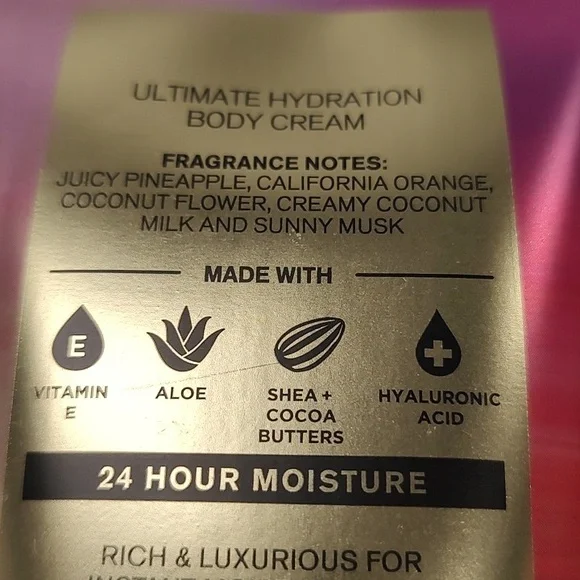 ULTIMATE HYDRATION
BODY CREAM
FRAGRANCE NOTES:
JUICY PINEAPPLE, CALIFORNIA ORANGE,
COCONUT FLOWER, CREAMY COCONUT
MILK AND SUNNY MUSK
MADE WITH
E
VITAMIN
E
ALOE
SHEA +
COCOA
BUTTERS
HYALURONIC
ACID
24 HOUR MOISTURE
RICH & LUXURIOUS FOR